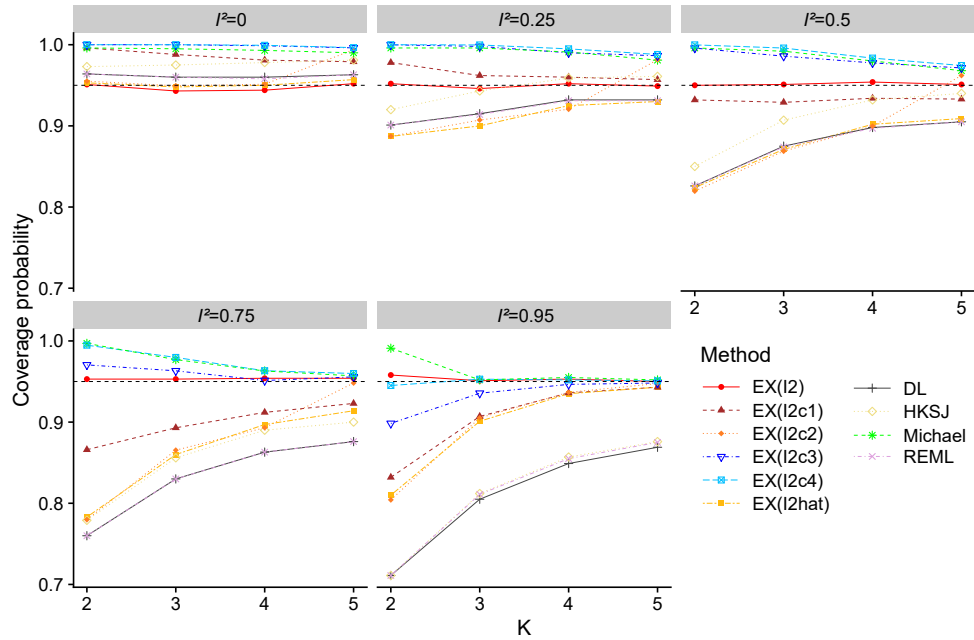 I²=0
I²=0.25
I²=0.5
1.0
0.9
0.8
0.7
2 3 4 5
Coverage probability
I²=0.75
I²=0.95
1.0
0.9
0.8
0.7
2 3 4 5
2 3 4 5
K
Method
EX(I2)
EX(I2c1)
EX(I2c2)
EX(I2c3)
EX(I2c4)
EX(I2hat)
DL
HKSJ
Michael
REML